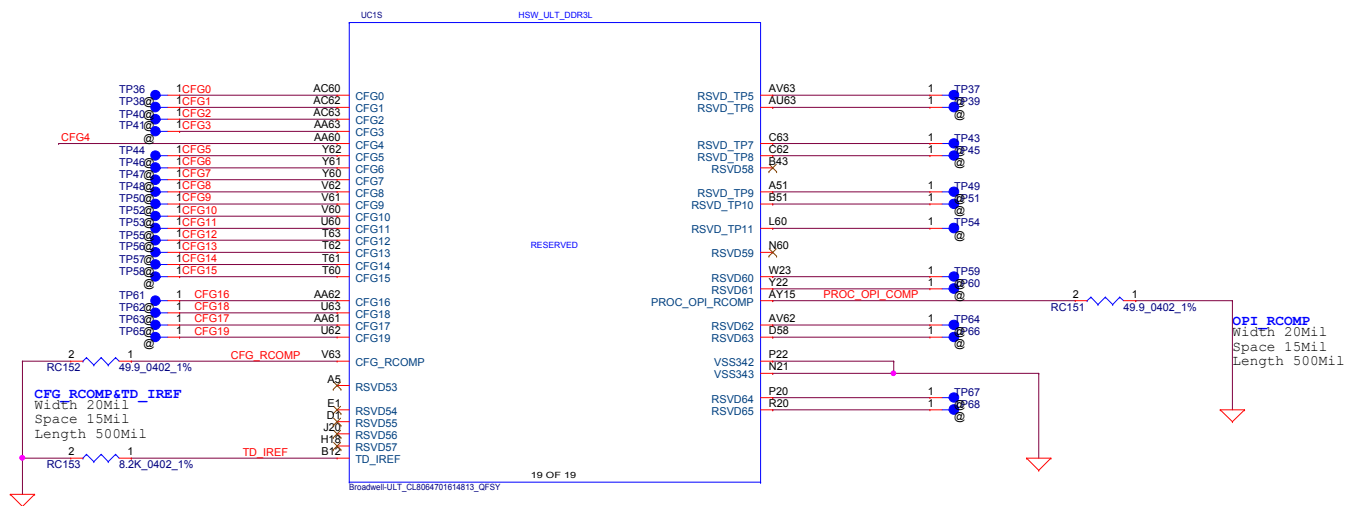 UC1S HSW_ULT_DDR3L
TP36 1 CFG0 AC60 CFG0 RSVD_TP5 AV63 1 TP37
TP38 @ 1 CFG1 AC62 CFG1 RSVD_TP6 AU63 1 TP39 @
TP40 @ 1 CFG2 AC63 CFG2 @
TP41 @ 1 CFG3 AA63 CFG3
@ CFG4 AA60 CFG4 RSVD_TP7 C63 1 TP43
TP44 1 CFG5 Y62 CFG5 RSVD_TP8 C62 1 TP45 @
TP46 @ 1 CFG6 Y61 CFG6 RSVD58 B43 @
TP47 @ 1 CFG7 Y60 CFG7
TP48 @ 1 CFG8 V62 CFG8 RSVD_TP9 A51 1 TP49
TP50 @ 1 CFG9 V61 CFG9 RSVD_TP10 B51 1 TP51 @
TP52 @ 1 CFG10 V60 CFG10 @
TP53 @ 1 CFG11 U60 CFG11 RSVD_TP11 L60 1 TP54
TP55 @ 1 CFG12 T63 CFG12 @
TP56 @ 1 CFG13 T62 CFG13 RESERVED RSVD59 N60
TP57 @ 1 CFG14 T61 CFG14
TP58 @ 1 CFG15 T60 CFG15 RSVD60 W23 1 TP59
@ RSVD61 Y22 1 TP60 @
TP61 1 CFG16 AA62 CFG16 PROC_OPI_RCOMP AY15 PROC_OPI_COMP @ 2 1
RC151 49.9_0402_1%
TP62 @ 1 CFG18 U63 CFG18
TP63 @ 1 CFG17 AA61 CFG17 RSVD62 AV62 1 TP64
TP65 @ 1 CFG19 U62 CFG19 RSVD63 D58 1 TP66 @
@ @
OPI_RCOMP
Width 20Mil
Space 15Mil
Length 500Mil
2 1 CFG_RCOMP V63 CFG_RCOMP VSS342 P22
RC152 49.9_0402_1% VSS343 N21
A5 RSVD53
CFG_RCOMP&TD_IREF
Width 20Mil
Space 15Mil
Length 500Mil
E1 RSVD54 RSVD64 P20 1 TP67
D1 RSVD55 RSVD65 R20 1 TP68 @
J20 RSVD56 @
H18 RSVD57
2 1 TD_IREF B12 TD_IREF
RC153 8.2K_0402_1%
19 OF 19
Broadwell-ULT_CL8064701614813_QFSY